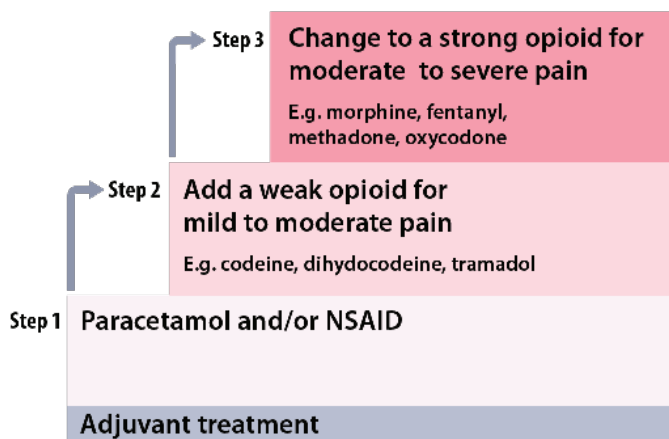 Step 3
Change to a strong opioid for
moderate to severe pain
E.g. morphine, fentanyl,
methadone, oxycodone
Step 2
Add a weak opioid for
mild to moderate pain
E.g. codeine, dihydocodeine, tramadol
Step 1
Paracetamol and/or NSAID
Adjuvant treatment